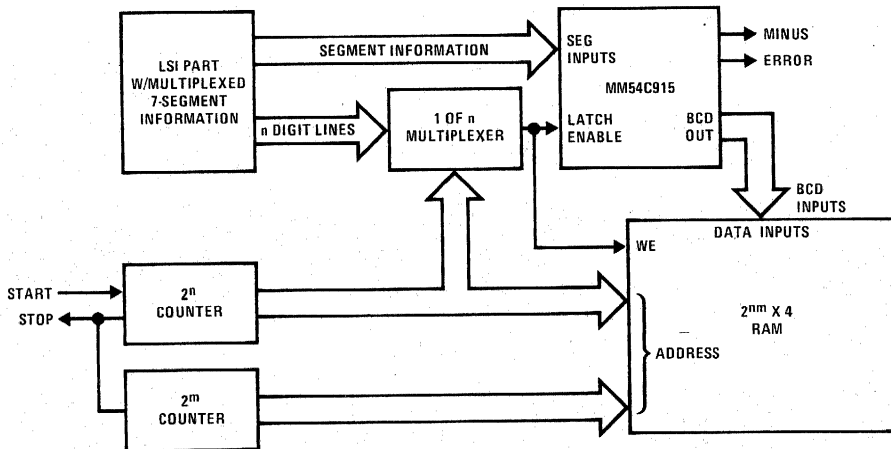 LSI PART
W/MULTIPLEXED
7-SEGMENT
INFORMATION
SEGMENT INFORMATION
n DIGIT LINES
1 OF n
MULTIPLEXER
SEG
INPUTS
MM54C915
LATCH
ENABLE
BCD
OUT
MINUS
ERROR
BCD
INPUTS
DATA INPUTS
WE
START
STOP
2n
COUNTER
2m
COUNTER
ADDRESS
2nm X 4
RAM